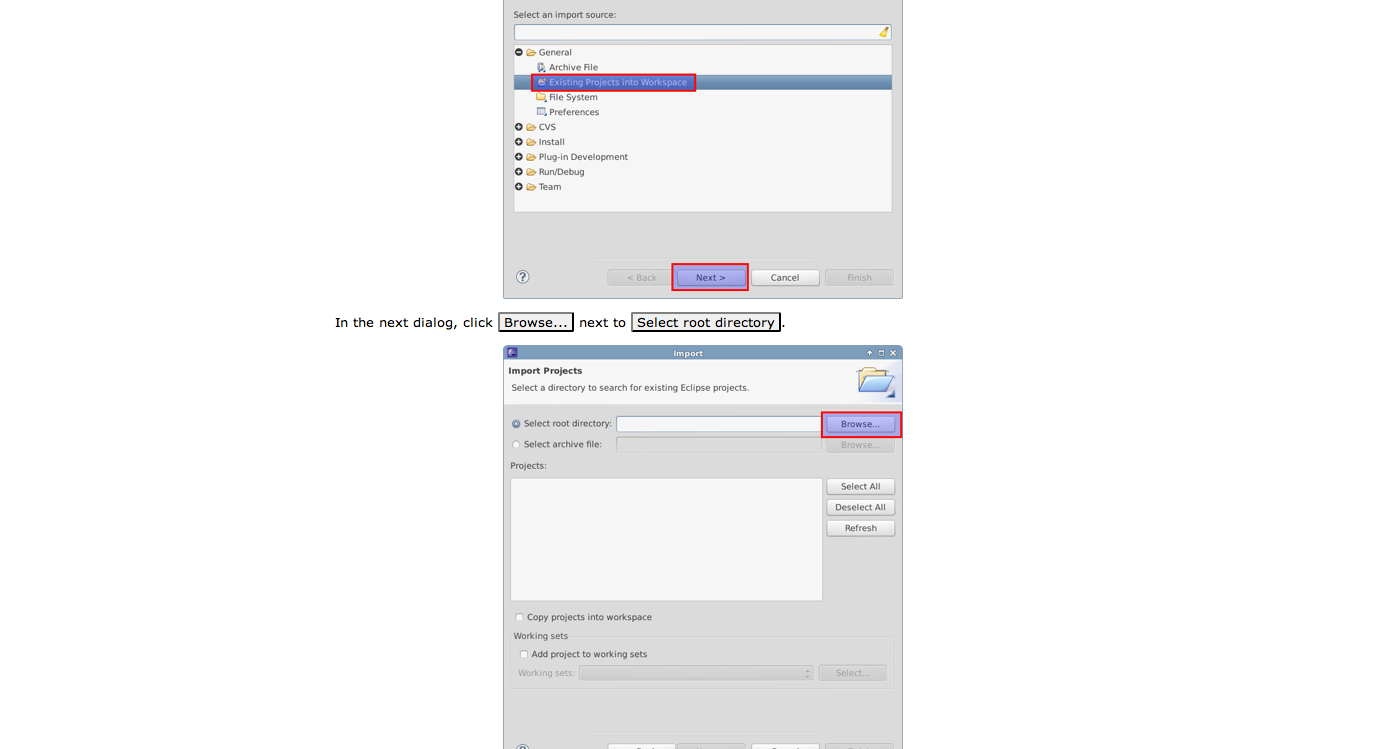 Select an import source:
General
Archive File
Existing Projects into Workspace
File System
Preferences
CVS
Install
Plug-in Development
Run/Debug
Team
? < Back Next > Cancel Finish
In the next dialog, click Browse... next to Select root directory.
Import
Import Projects
Select a directory to search for existing Eclipse projects.
Select root directory: Browse...
Select archive file: Browse...
Projects:
Select All
Deselect All
Refresh
Copy projects into workspace
Working sets
Add project to working sets
Working sets: Select...